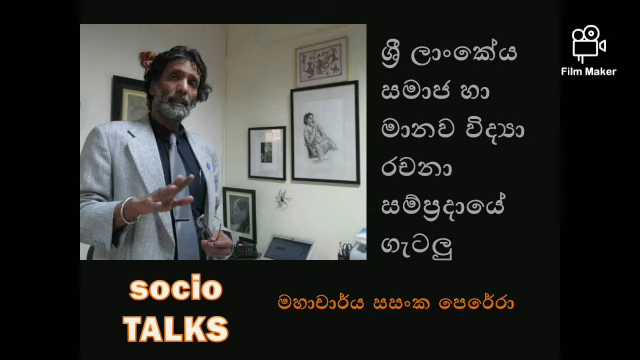 ශ්‍රී ලාංකේය
සමාජ හා
මානව විද්‍යා
රචනා
සම්ප්‍රදායේ
ගැටලු
Film Maker
socio
TALKS
මහාචාර්ය සසංක පෙරේරා